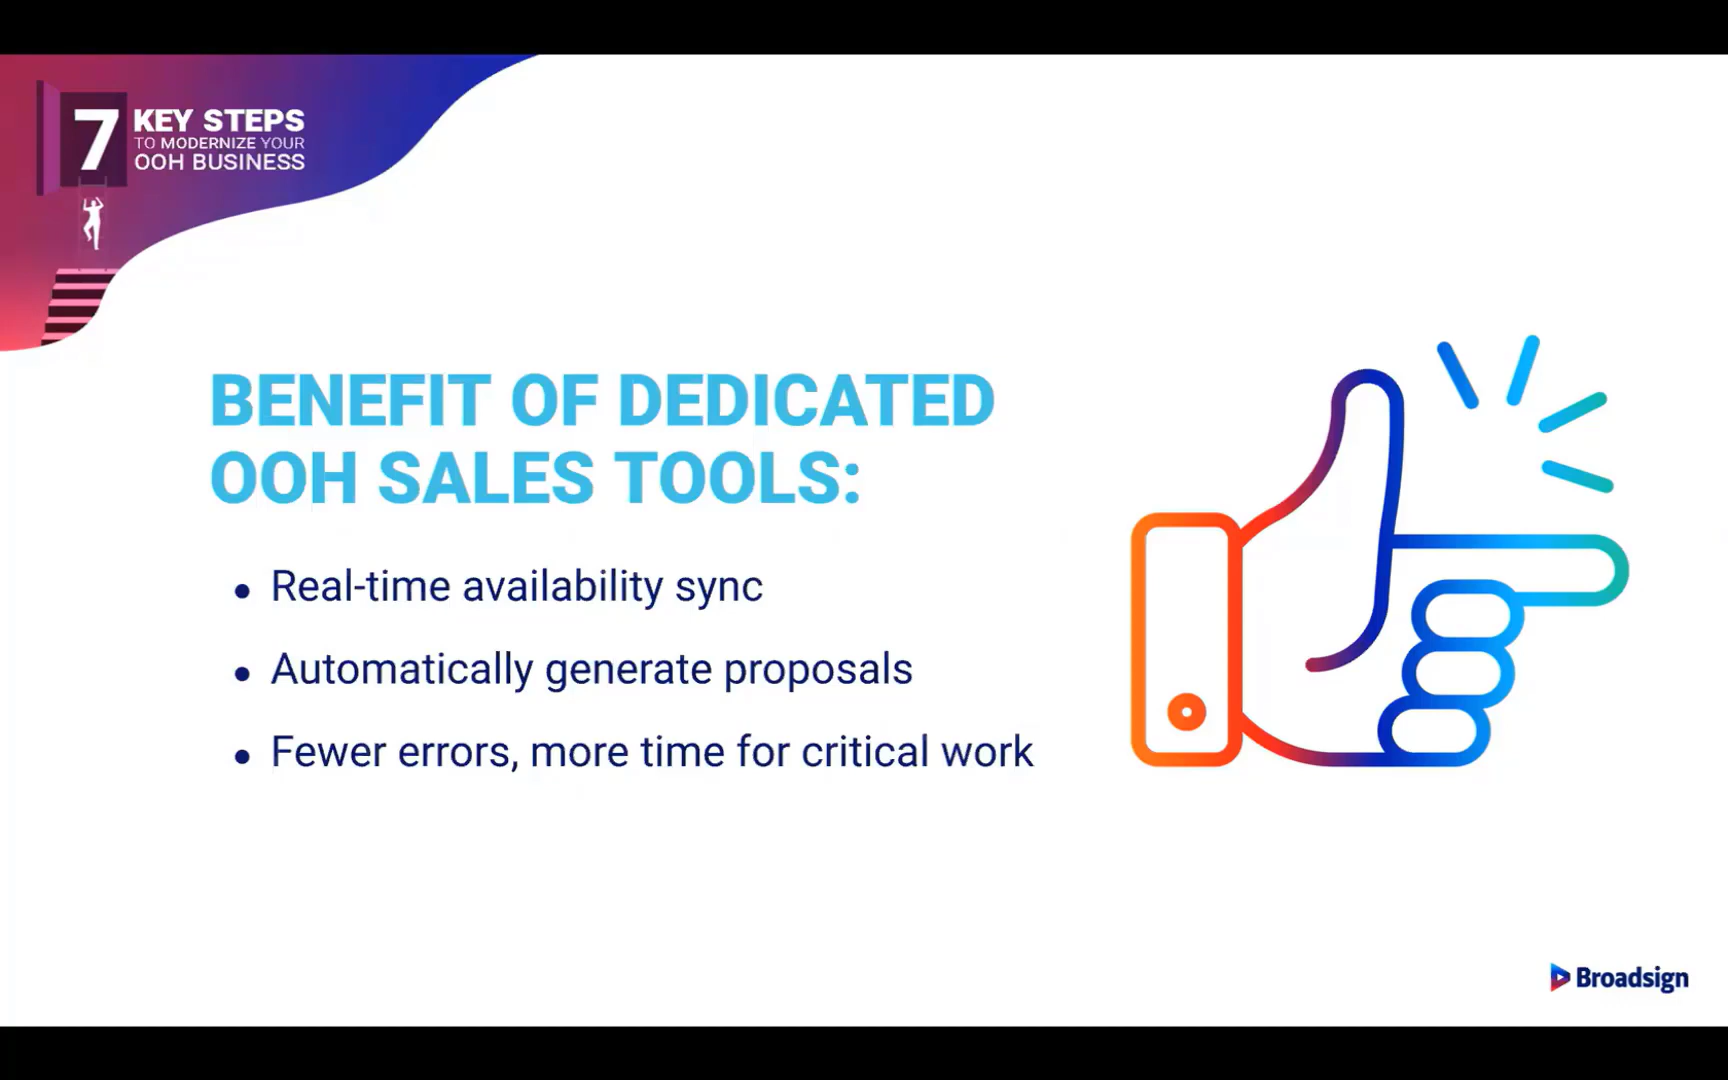 7 KEY STEPS
TO MODERNIZE YOUR
OOH BUSINESS
BENEFIT OF DEDICATED
OOH SALES TOOLS:
• Real-time availability sync
• Automatically generate proposals
• Fewer errors, more time for critical work
Broadsign